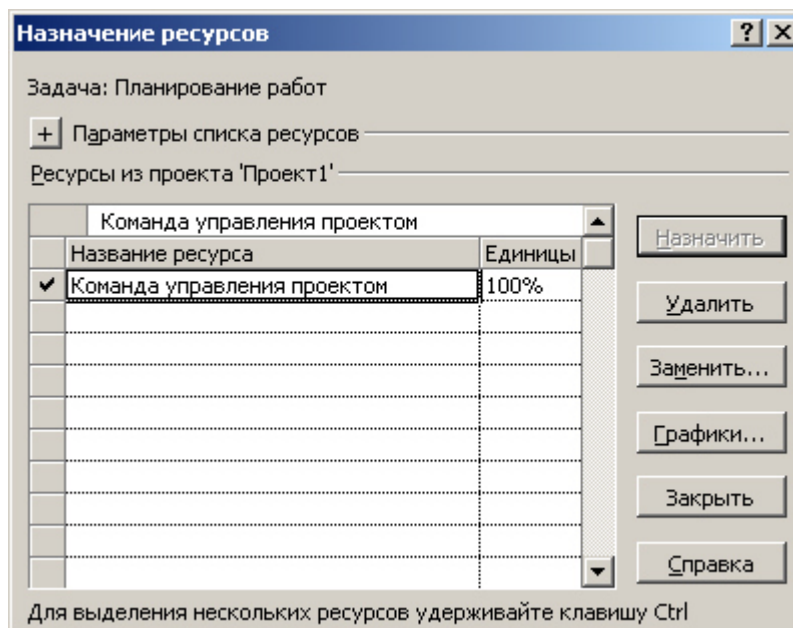 Назначение ресурсов
Задача: Планирование работ
+ Параметры списка ресурсов
Ресурсы из проекта 'Проект1'
Команда управления проектом
Название ресурса Единицы
Команда управления проектом 100%
Назначить
Удалить
Заменить...
Графики...
Закрыть
Справка
Для выделения нескольких ресурсов удерживайте клавишу Ctrl